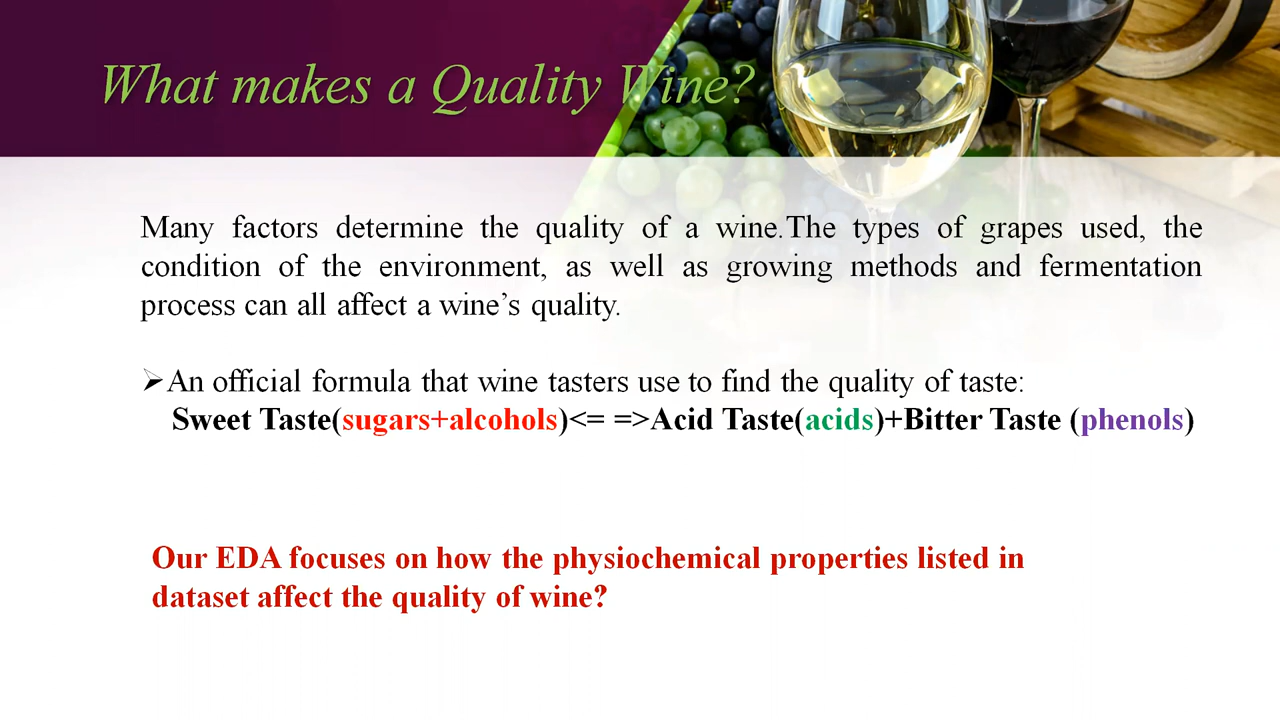 What makes a Quality Wine?
Many factors determine the quality of a wine.The types of grapes used, the
condition of the environment, as well as growing methods and fermentation
process can all affect a wine’s quality.
➢An official formula that wine tasters use to find the quality of taste:
Sweet Taste(sugars+alcohols)<= =>Acid Taste(acids)+Bitter Taste (phenols)
Our EDA focuses on how the physiochemical properties listed in
dataset affect the quality of wine?